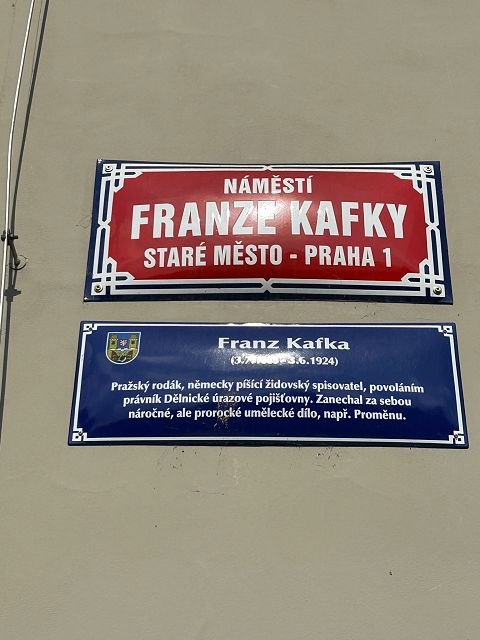 NÁMĚSTÍ
FRANZE KAFKY
STARÉ MĚSTO - PRAHA 1
Franz Kafka
3.6.1924)
Pražský rodák, německy píšící židovský spisovatel, povoláním
právník Dělnické úrazové pojišťovny. Zanechal za sebou
náročné, ale prorocké umělecké dílo, např. Proměnu.